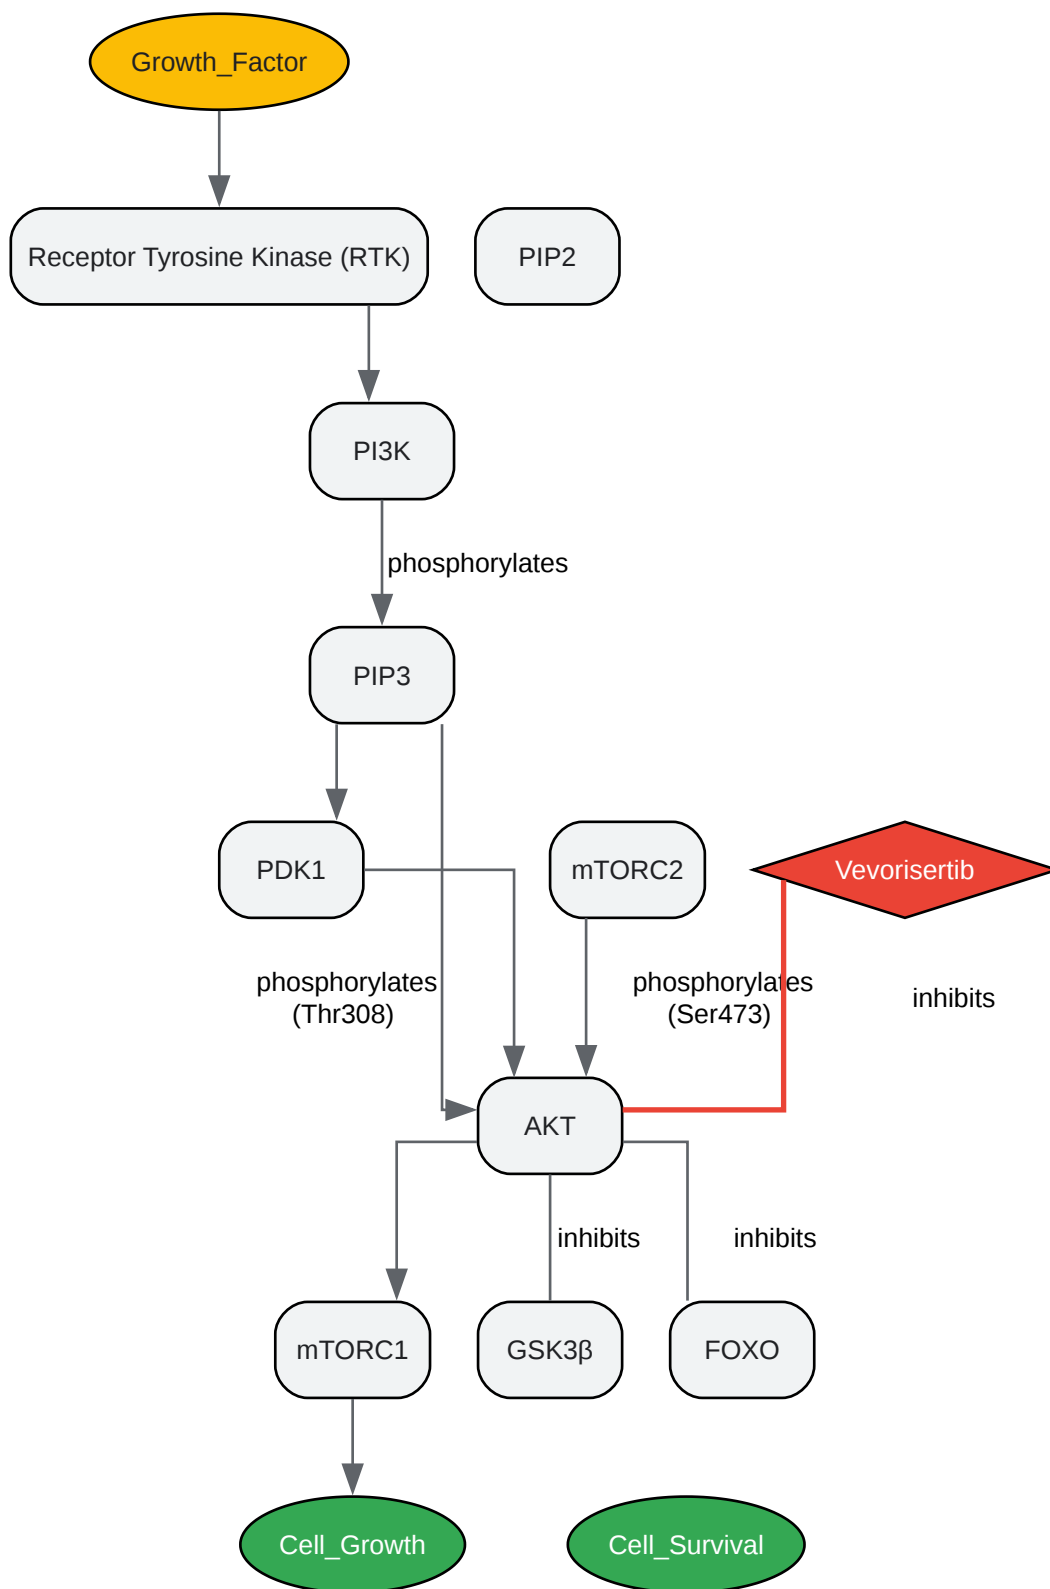 Growth_Factor
Receptor Tyrosine Kinase (RTK)
PIP2
PI3K
phosphorylates
PIP3
PDK1
mTORC2
Vevorisertib
phosphorylates
(Thr308)
phosphorylates
(Ser473)
inhibits
AKT
inhibits
inhibits
mTORC1
GSK3β
FOXO
Cell_Growth
Cell_Survival